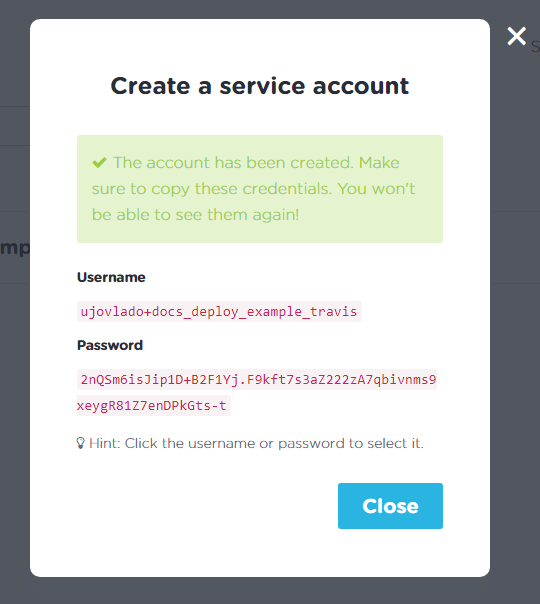 Create a service account
The account has been created. Make
sure to copy these credentials. You won't
be able to see them again!
Username
ujovlado+docs_deploy_example_travis
Password
2nQSm6isJip1D+B2F1Yj.F9kft7s3aZ222zA7qbivnms9
xeygR81Z7enDPkGts-t
Hint: Click the username or password to select it.
Close